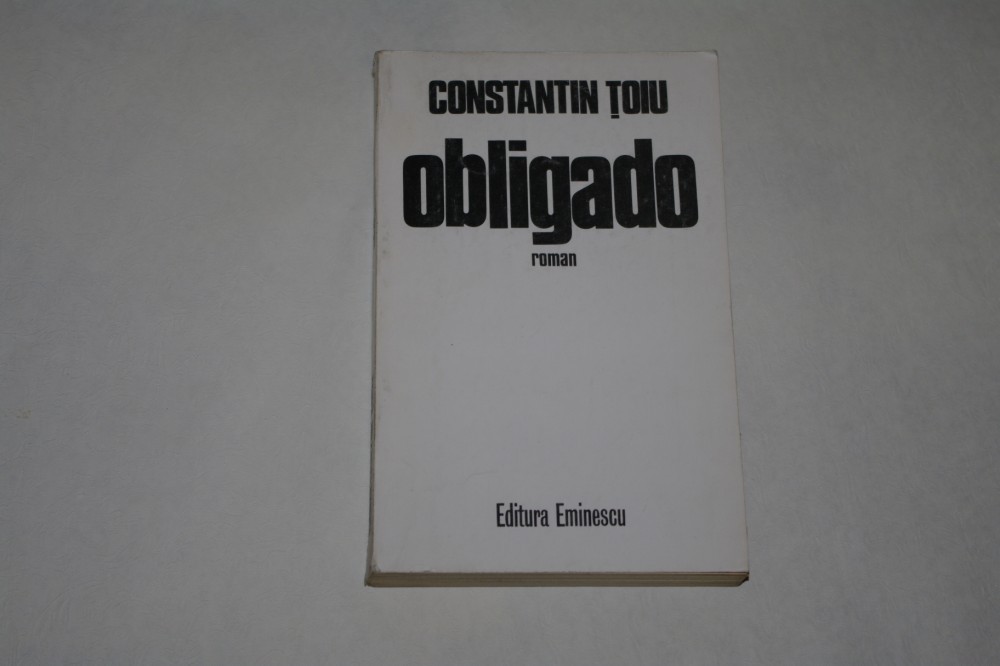 CONSTANTIN ȚOIU
obligado
roman
Editura Eminescu